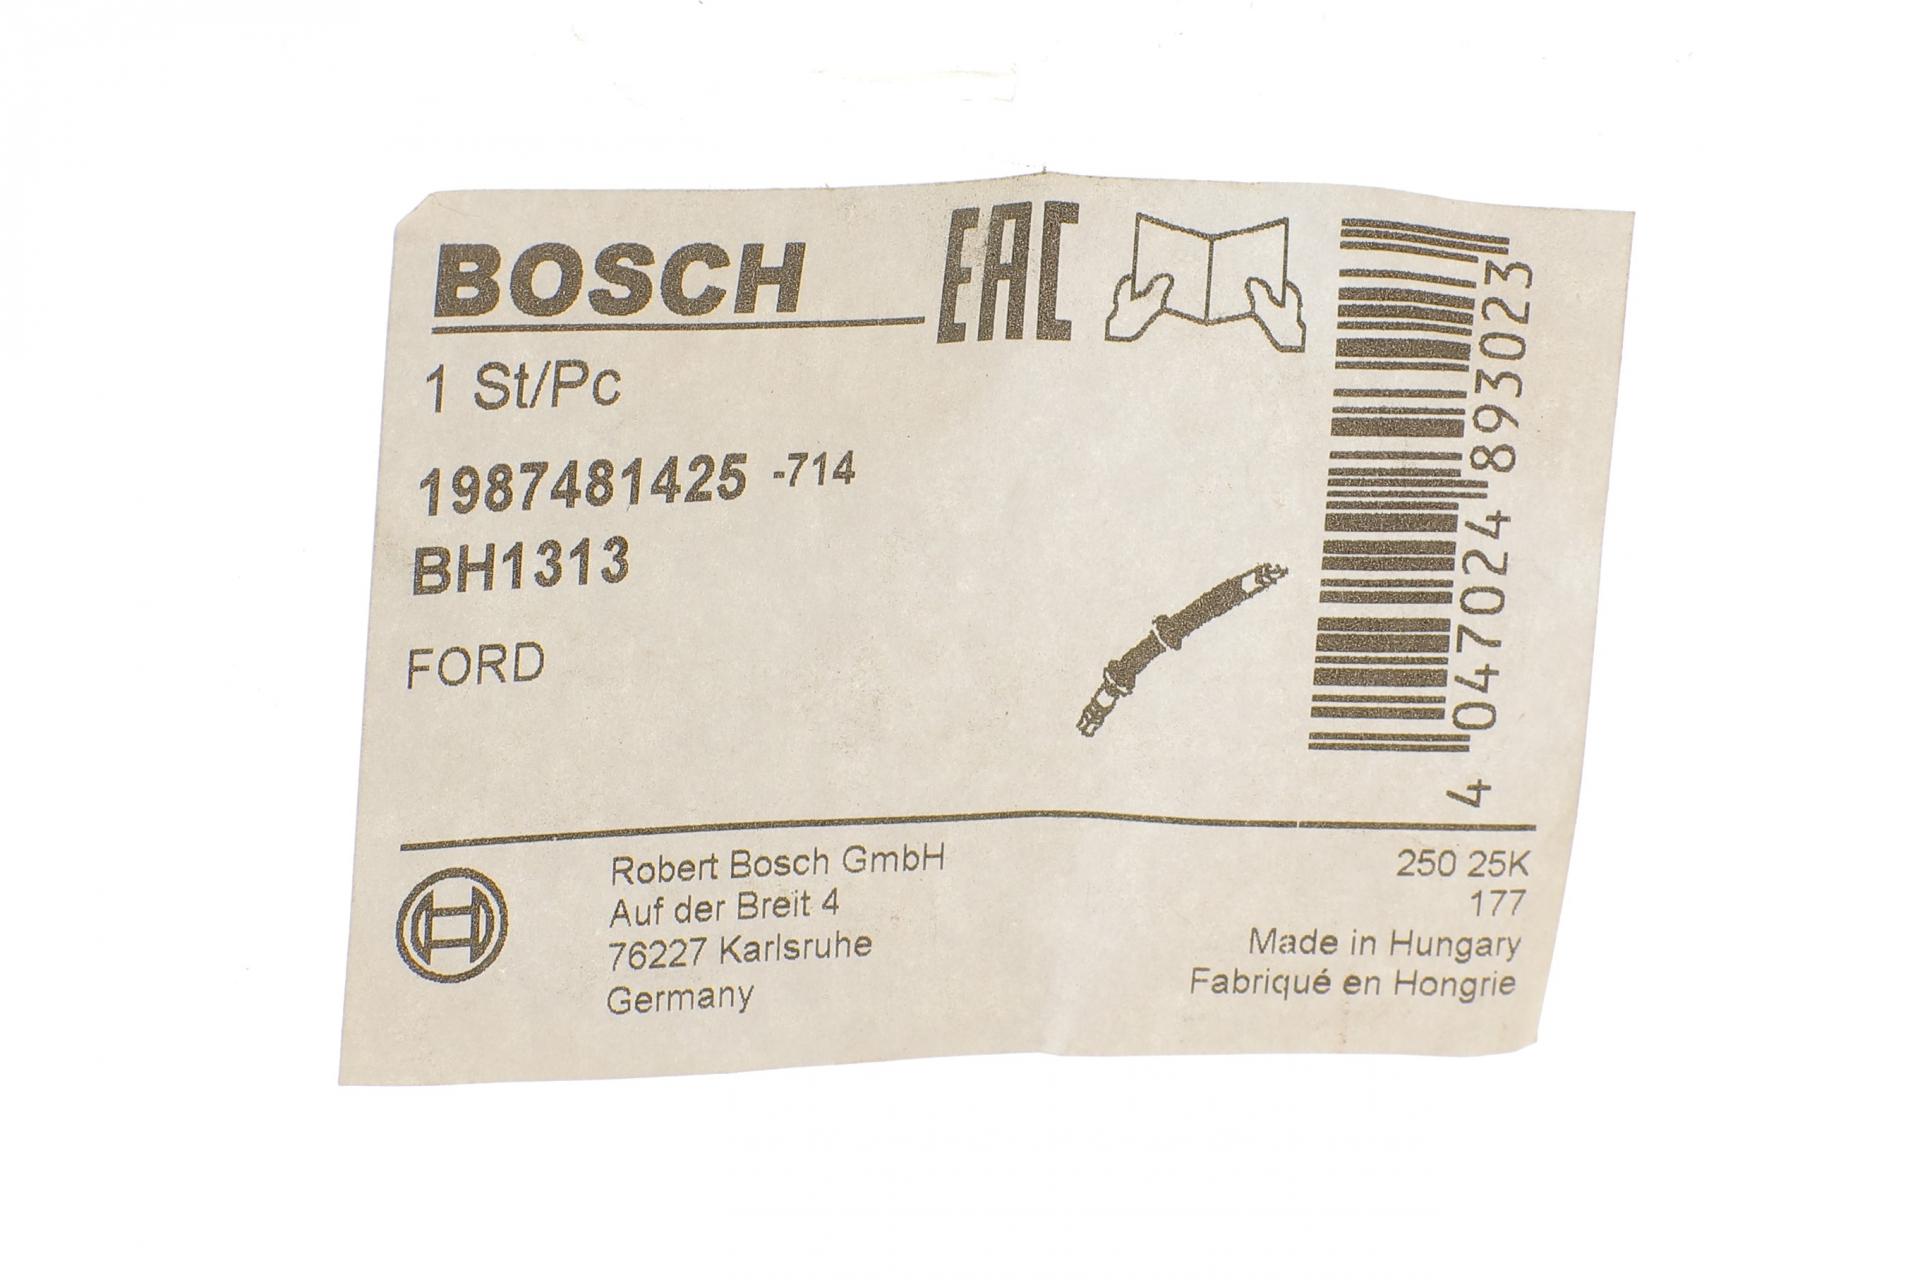 BOSCH
EAC
1 St/Pc
1987481425 -714
BH1313
FORD
4 047024 893023
Robert Bosch GmbH
Auf der Breit 4
76227 Karlsruhe
Germany
250 25K
177
Made in Hungary
Fabriqué en Hongrie